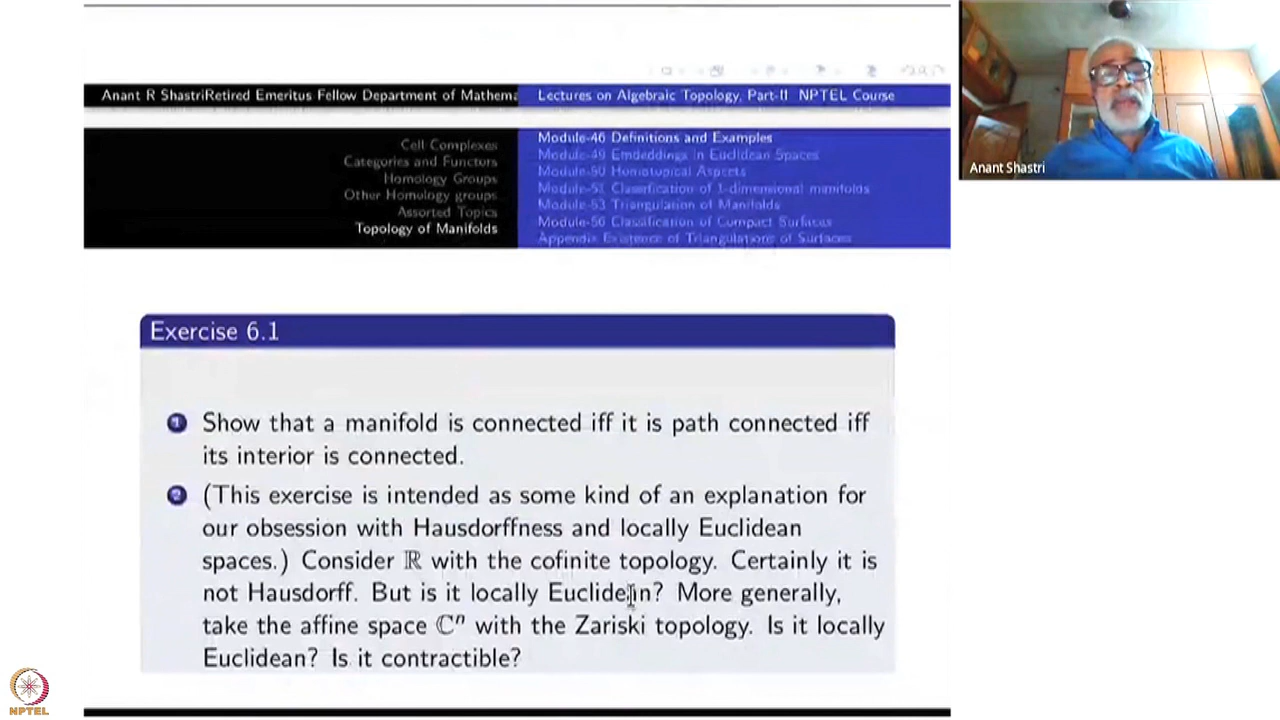 Anant R ShastriRetired Emeritus Fellow Department of Mathema
Lectures on Algebraic Topology, Part-II NPTEL Course
Cell Complexes
Categories and Functors
Homology Groups
Other Homology groups
Assorted Topics
Topology of Manifolds
Module-46 Definitions and Examples
Module-49 Embeddings in Euclidean Spaces
Module-50 Homotopical Aspects
Module-51 Classification of 1-dimensional manifolds
Module-53 Triangulation of Manifolds
Module-56 Classification of Compact Surfaces
Appendix Existence of Triangulations of Surfaces
Anant Shastri
Exercise 6.1
1 Show that a manifold is connected iff it is path connected iff
its interior is connected.
2 (This exercise is intended as some kind of an explanation for
our obsession with Hausdorffness and locally Euclidean
spaces.) Consider ℝ with the cofinite topology. Certainly it is
not Hausdorff. But is it locally Euclidean? More generally,
take the affine space ℂⁿ with the Zariski topology. Is it locally
Euclidean? Is it contractible?
NPTEL